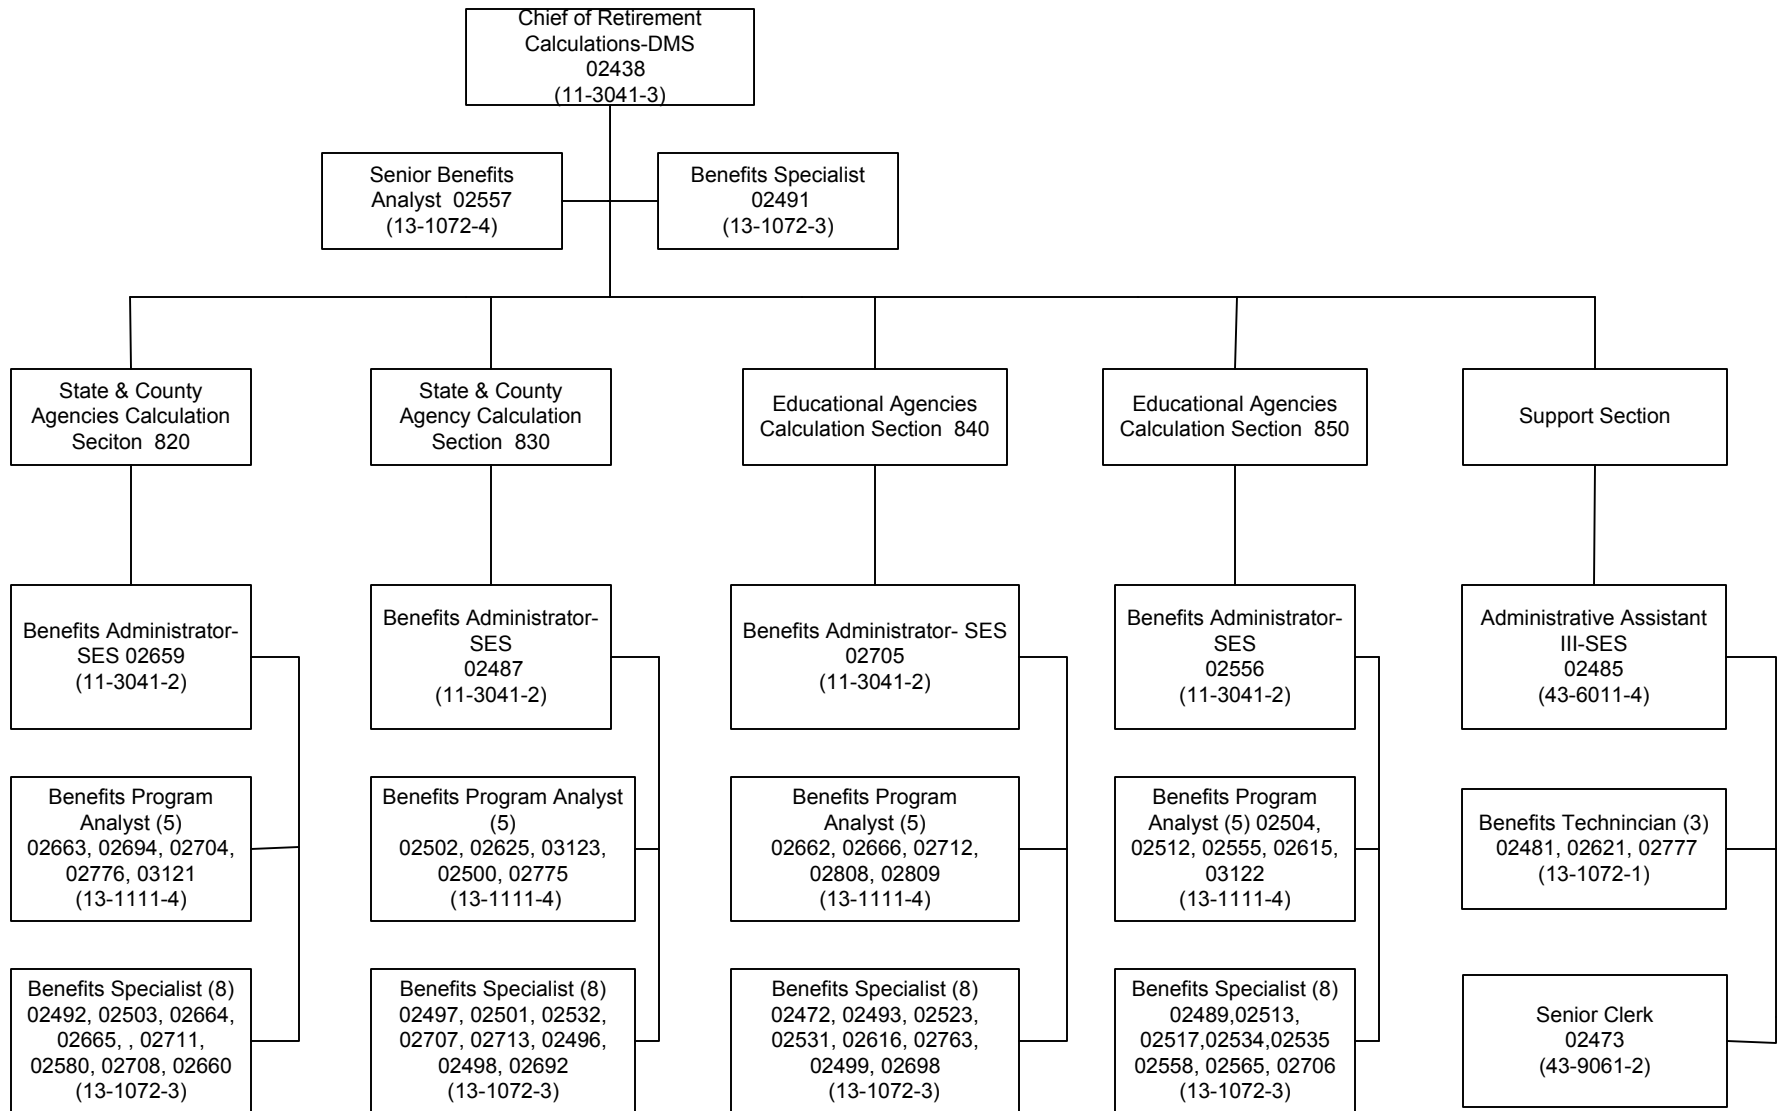 Chief of Retirement
Calculations-DMS
02438
(11-3041-3)
Senior Benefits
Analyst 02557
(13-1072-4)
Benefits Specialist
02491
(13-1072-3)
State & County
Agencies Calculation
Seciton 820
State & County
Agency Calculation
Section 830
Educational Agencies
Calculation Section 840
Educational Agencies
Calculation Section 850
Support Section
Benefits Administrator-
SES 02659
(11-3041-2)
Benefits Administrator-
SES
02487
(11-3041-2)
Benefits Administrator- SES
02705
(11-3041-2)
Benefits Administrator-
SES
02556
(11-3041-2)
Administrative Assistant
III-SES
02485
(43-6011-4)
Benefits Program
Analyst (5)
02663, 02694, 02704,
02776, 03121
(13-1111-4)
Benefits Program Analyst
(5)
02502, 02625, 03123,
02500, 02775
(13-1111-4)
Benefits Program
Analyst (5)
02662, 02666, 02712,
02808, 02809
(13-1111-4)
Benefits Program
Analyst (5) 02504,
02512, 02555, 02615,
03122
(13-1111-4)
Benefits Technincian (3)
02481, 02621, 02777
(13-1072-1)
Benefits Specialist (8)
02492, 02503, 02664,
02665, , 02711,
02580, 02708, 02660
(13-1072-3)
Benefits Specialist (8)
02497, 02501, 02532,
02707, 02713, 02496,
02498, 02692
(13-1072-3)
Benefits Specialist (8)
02472, 02493, 02523,
02531, 02616, 02763,
02499, 02698
(13-1072-3)
Benefits Specialist (8)
02489,02513,
02517,02534,02535
02558, 02565, 02706
(13-1072-3)
Senior Clerk
02473
(43-9061-2)